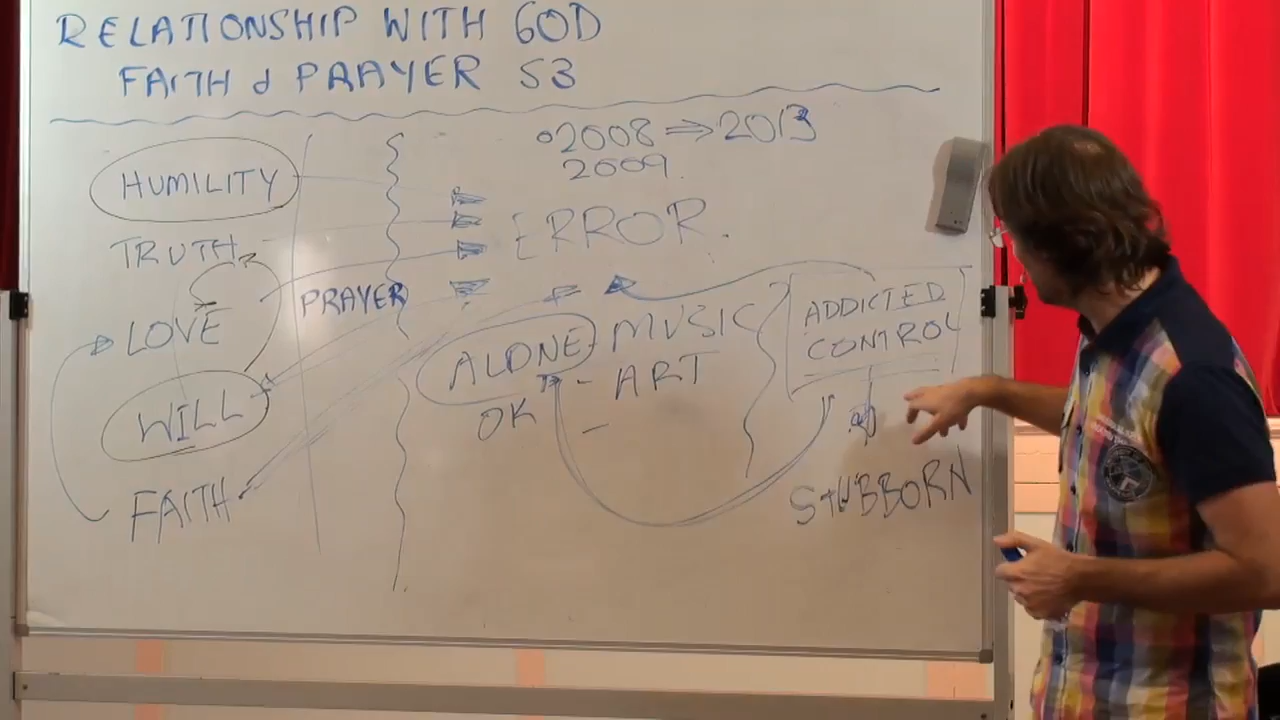 RELATIONSHIP WITH GOD
FAITH & PRAYER S3
2008 ⇒ 2013
2009.
HUMILITY
TRUTH
ERROR.
PRAYER
LOVE
ALONE - MUSIC
- ART
OK
-
ADDICTED
CONTROL
WILL
FAITH
STUBBORN